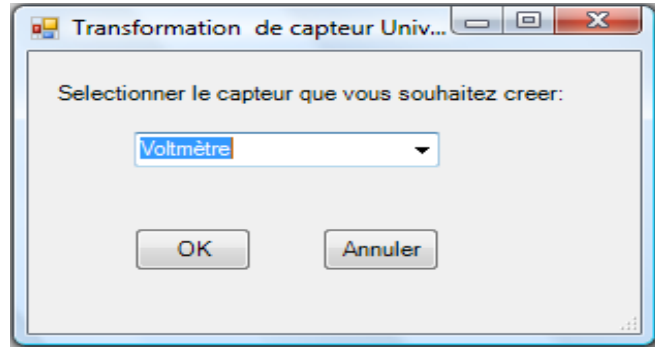 Transformation de capteur Univ...
Selectionner le capteur que vous souhaitez creer:
Voltmètre
OK
Annuler